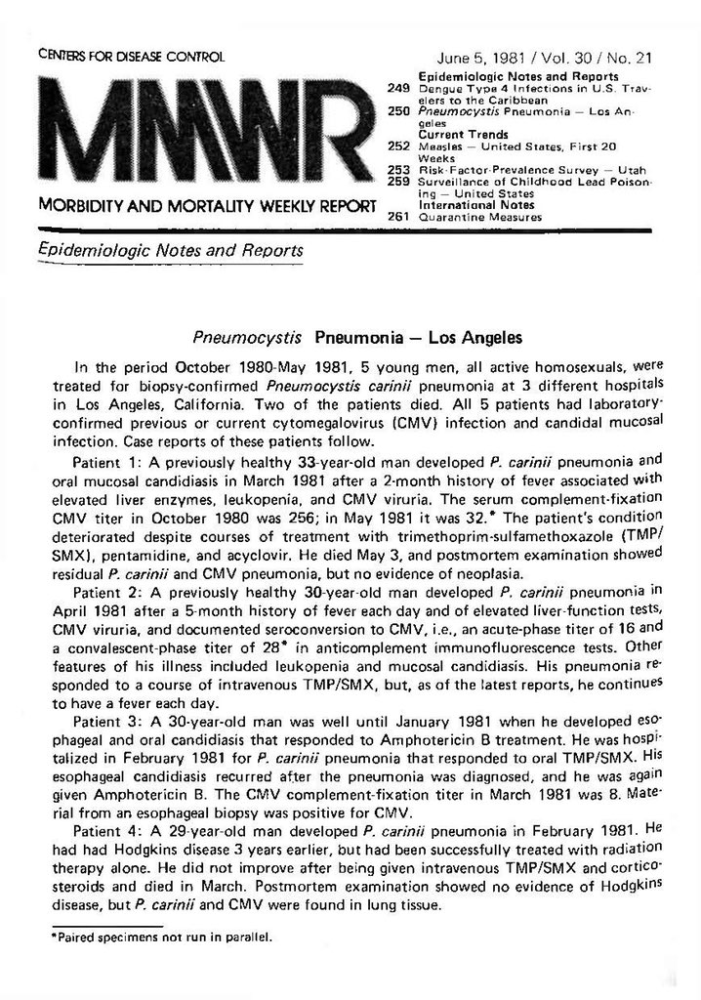 CENTERS FOR DISEASE CONTROL
June 5, 1981 / Vol. 30 / No. 21
MMWR
MORBIDITY AND MORTALITY WEEKLY REPORT
Epidemiologic Notes and Reports
249 Dengue Type 4 Infections in U.S. Trav-
elers to the Caribbean
250 Pneumocystis Pneumonia — Los An-
geles
Current Trends
252 Measles — United States, First 20
Weeks
253 Risk-Factor-Prevalence Survey — Utah
259 Surveillance of Childhood Lead Poison-
ing — United States
International Notes
261 Quarantine Measures
Epidemiologic Notes and Reports
Pneumocystis Pneumonia — Los Angeles
In the period October 1980-May 1981, 5 young men, all active homosexuals, were
treated for biopsy-confirmed Pneumocystis carinii pneumonia at 3 different hospitals
in Los Angeles, California. Two of the patients died. All 5 patients had laboratory-
confirmed previous or current cytomegalovirus (CMV) infection and candidal mucosal
infection. Case reports of these patients follow.
Patient 1: A previously healthy 33-year-old man developed P. carinii pneumonia and
oral mucosal candidiasis in March 1981 after a 2-month history of fever associated with
elevated liver enzymes, leukopenia, and CMV viruria. The serum complement-fixation
CMV titer in October 1980 was 256; in May 1981 it was 32.* The patient's condition
deteriorated despite courses of treatment with trimethoprim-sulfamethoxazole (TMP/
SMX), pentamidine, and acyclovir. He died May 3, and postmortem examination showed
residual P. carinii and CMV pneumonia, but no evidence of neoplasia.
Patient 2: A previously healthy 30-year-old man developed P. carinii pneumonia in
April 1981 after a 5-month history of fever each day and of elevated liver-function tests,
CMV viruria, and documented seroconversion to CMV, i.e., an acute-phase titer of 16 and
a convalescent-phase titer of 28* in anticomplement immunofluorescence tests. Other
features of his illness included leukopenia and mucosal candidiasis. His pneumonia re-
sponded to a course of intravenous TMP/SMX, but, as of the latest reports, he continues
to have a fever each day.
Patient 3: A 30-year-old man was well until January 1981 when he developed eso-
phageal and oral candidiasis that responded to Amphotericin B treatment. He was hospi-
talized in February 1981 for P. carinii pneumonia that responded to oral TMP/SMX. His
esophageal candidiasis recurred after the pneumonia was diagnosed, and he was again
given Amphotericin B. The CMV complement-fixation titer in March 1981 was 8. Mate-
rial from an esophageal biopsy was positive for CMV.
Patient 4: A 29-year-old man developed P. carinii pneumonia in February 1981. He
had had Hodgkins disease 3 years earlier, but had been successfully treated with radiation
therapy alone. He did not improve after being given intravenous TMP/SMX and cortico-
steroids and died in March. Postmortem examination showed no evidence of Hodgkins
disease, but P. carinii and CMV were found in lung tissue.
*Paired specimens not run in parallel.